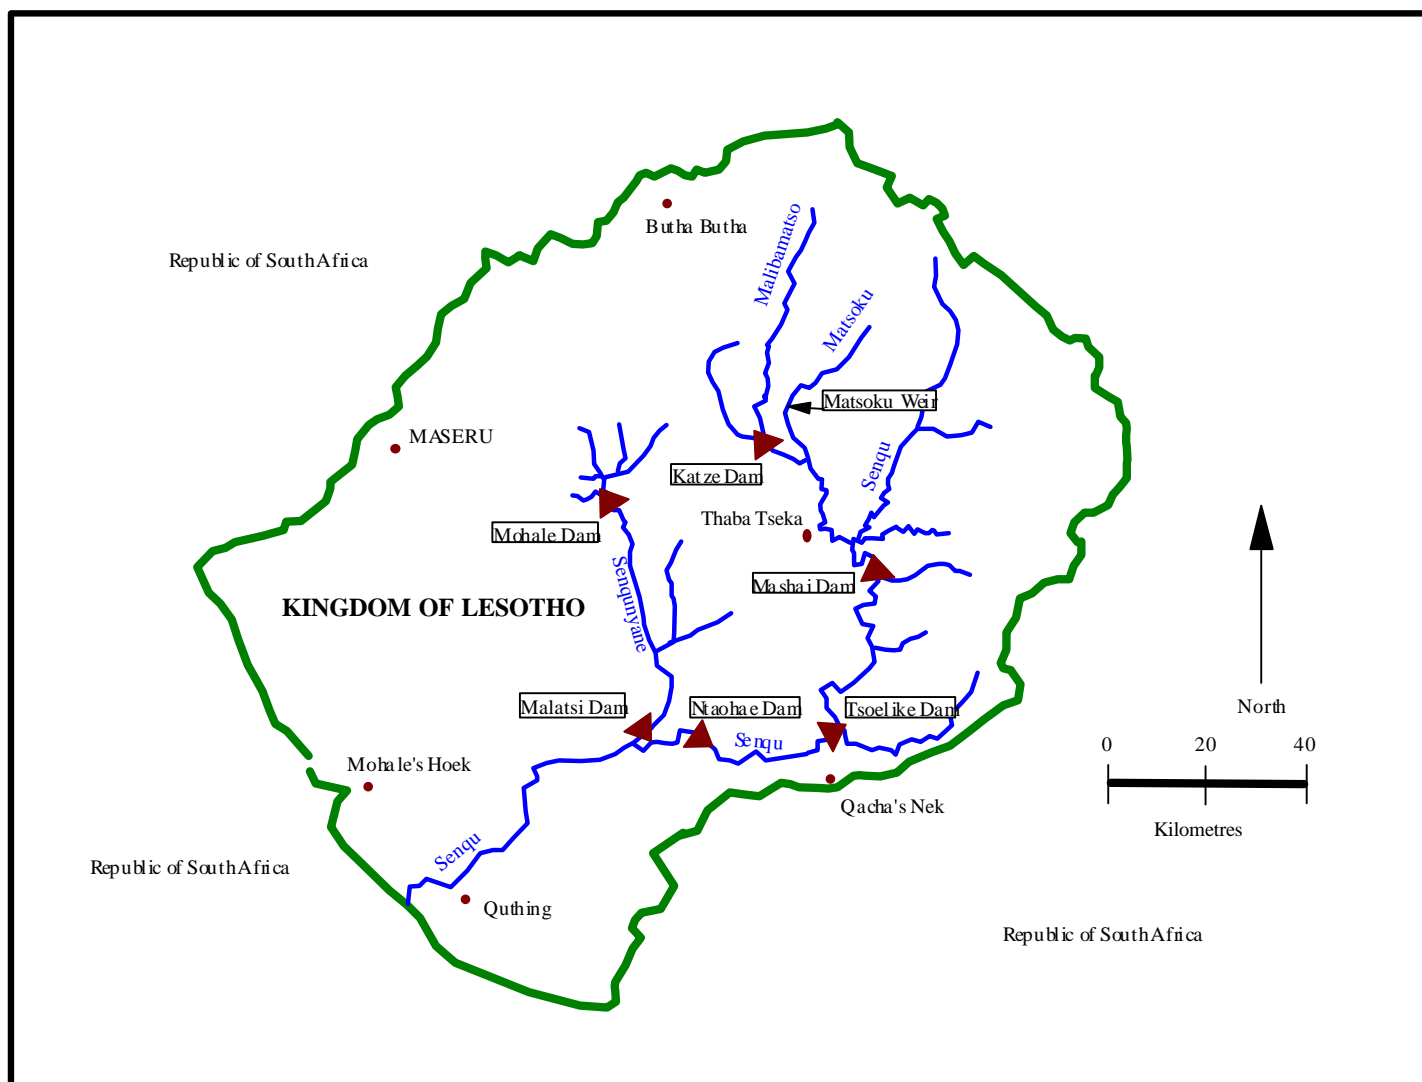 Butha Butha
Malibamatso
Republic of South Africa
Matsoku
Matsoku Weir
MASERU
Senqu
Katze Dam
Thaba Tseka
Mohale Dam
Mashai Dam
Senqunyane
KINGDOM OF LESOTHO
Malatsi Dam
Ntaohae Dam
Tsoelike Dam
North
Senqu
0 20 40
Mohale's Hoek
Qacha's Nek
Kilometres
Senqu
Republic of South Africa
Quthing
Republic of South Africa